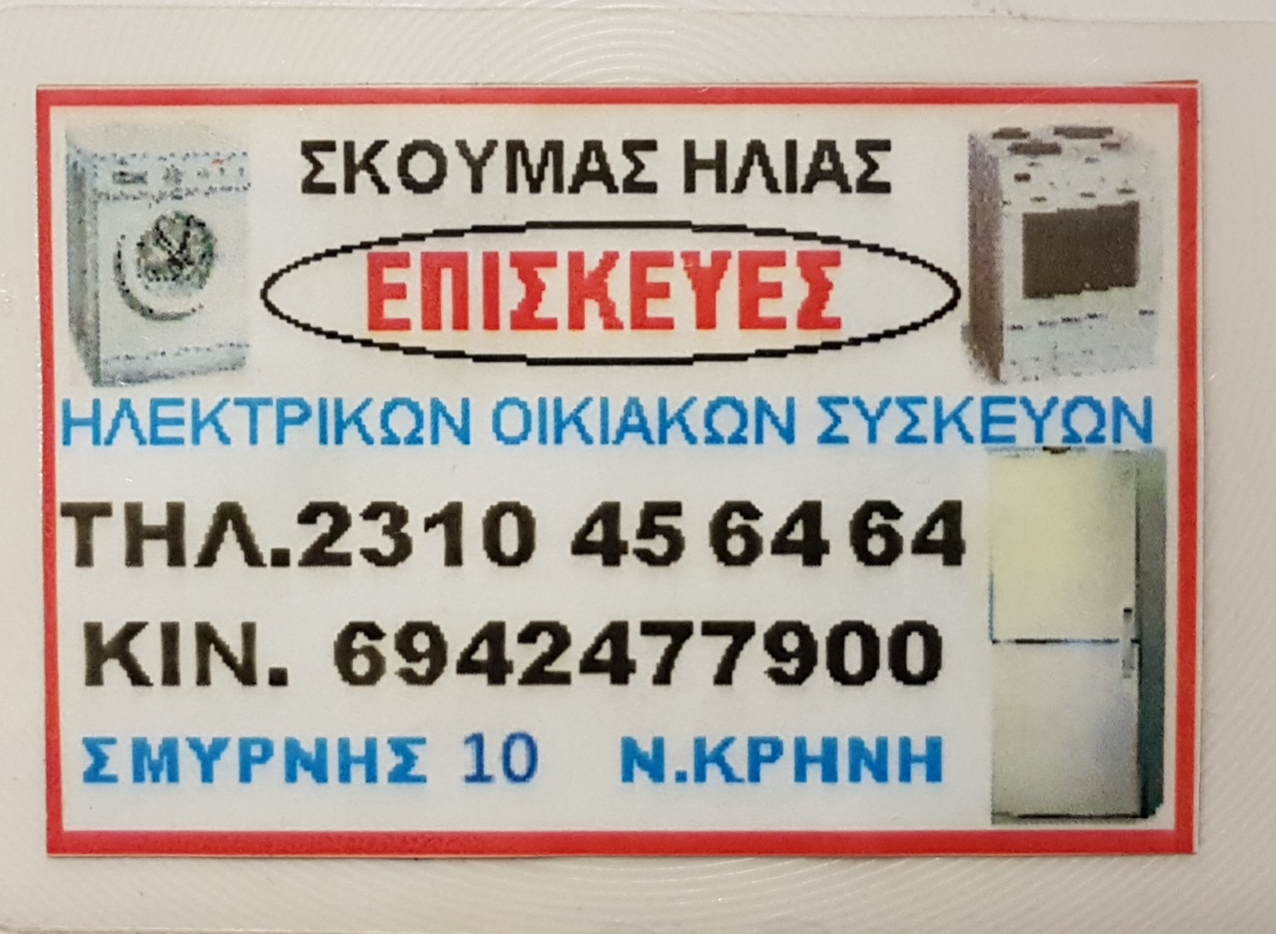 ΣΚΟΥΜΑΣ ΗΛΙΑΣ
ΕΠΙΣΚΕΥΕΣ
ΗΛΕΚΤΡΙΚΩΝ ΟΙΚΙΑΚΩΝ ΣΥΣΚΕΥΩΝ
ΤΗΛ.2310 45 64 64
ΚΙΝ. 6942477900
ΣΜΥΡΝΗΣ 10 Ν.ΚΡΗΝΗ